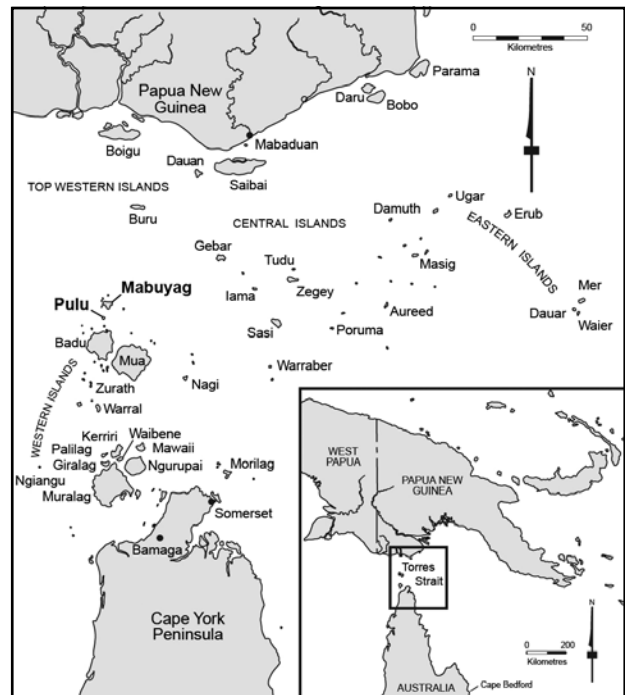 0 50
Kilometres
Parama
Papua New
Guinea
Daru
Bobo
N
Mabaduan
Boigu
Dauan
Saibai
TOP WESTERN ISLANDS
Ugar
Buru
Damuth
Erub
CENTRAL ISLANDS
EASTERN ISLANDS
Gebar
Masig
Tudu
Mabuyag
Iama
Zegey
Mer
Pulu
Aureed
Dauar
Waier
Sasi
Poruma
Badu
Mua
Warraber
Nagi
Zurath
WESTERN ISLANDS
Warral
Kerriri
Waibene
Palilag
Mawaii
Giralag
Ngurupai
Morilag
Ngiangu
Muralag
Somerset
Bamaga
Cape York
Peninsula
WEST
PAPUA
PAPUA NEW
GUINEA
Torres
Strait
N
0 200
Kilometres
AUSTRALIA
Cape Bedford